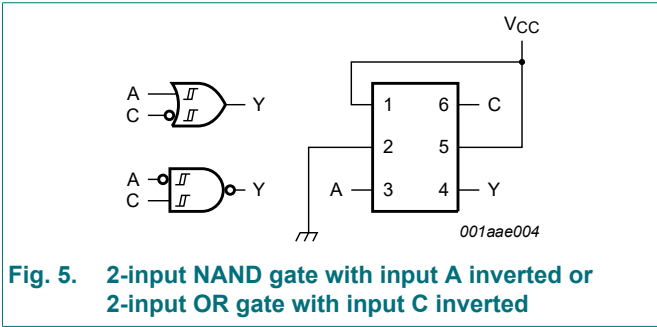 VCC
A
C
Y
A
C
Y
1 6 C
2 5
A 3 4 Y
001aae004
Fig. 5. 2-input NAND gate with input A inverted or
2-input OR gate with input C inverted